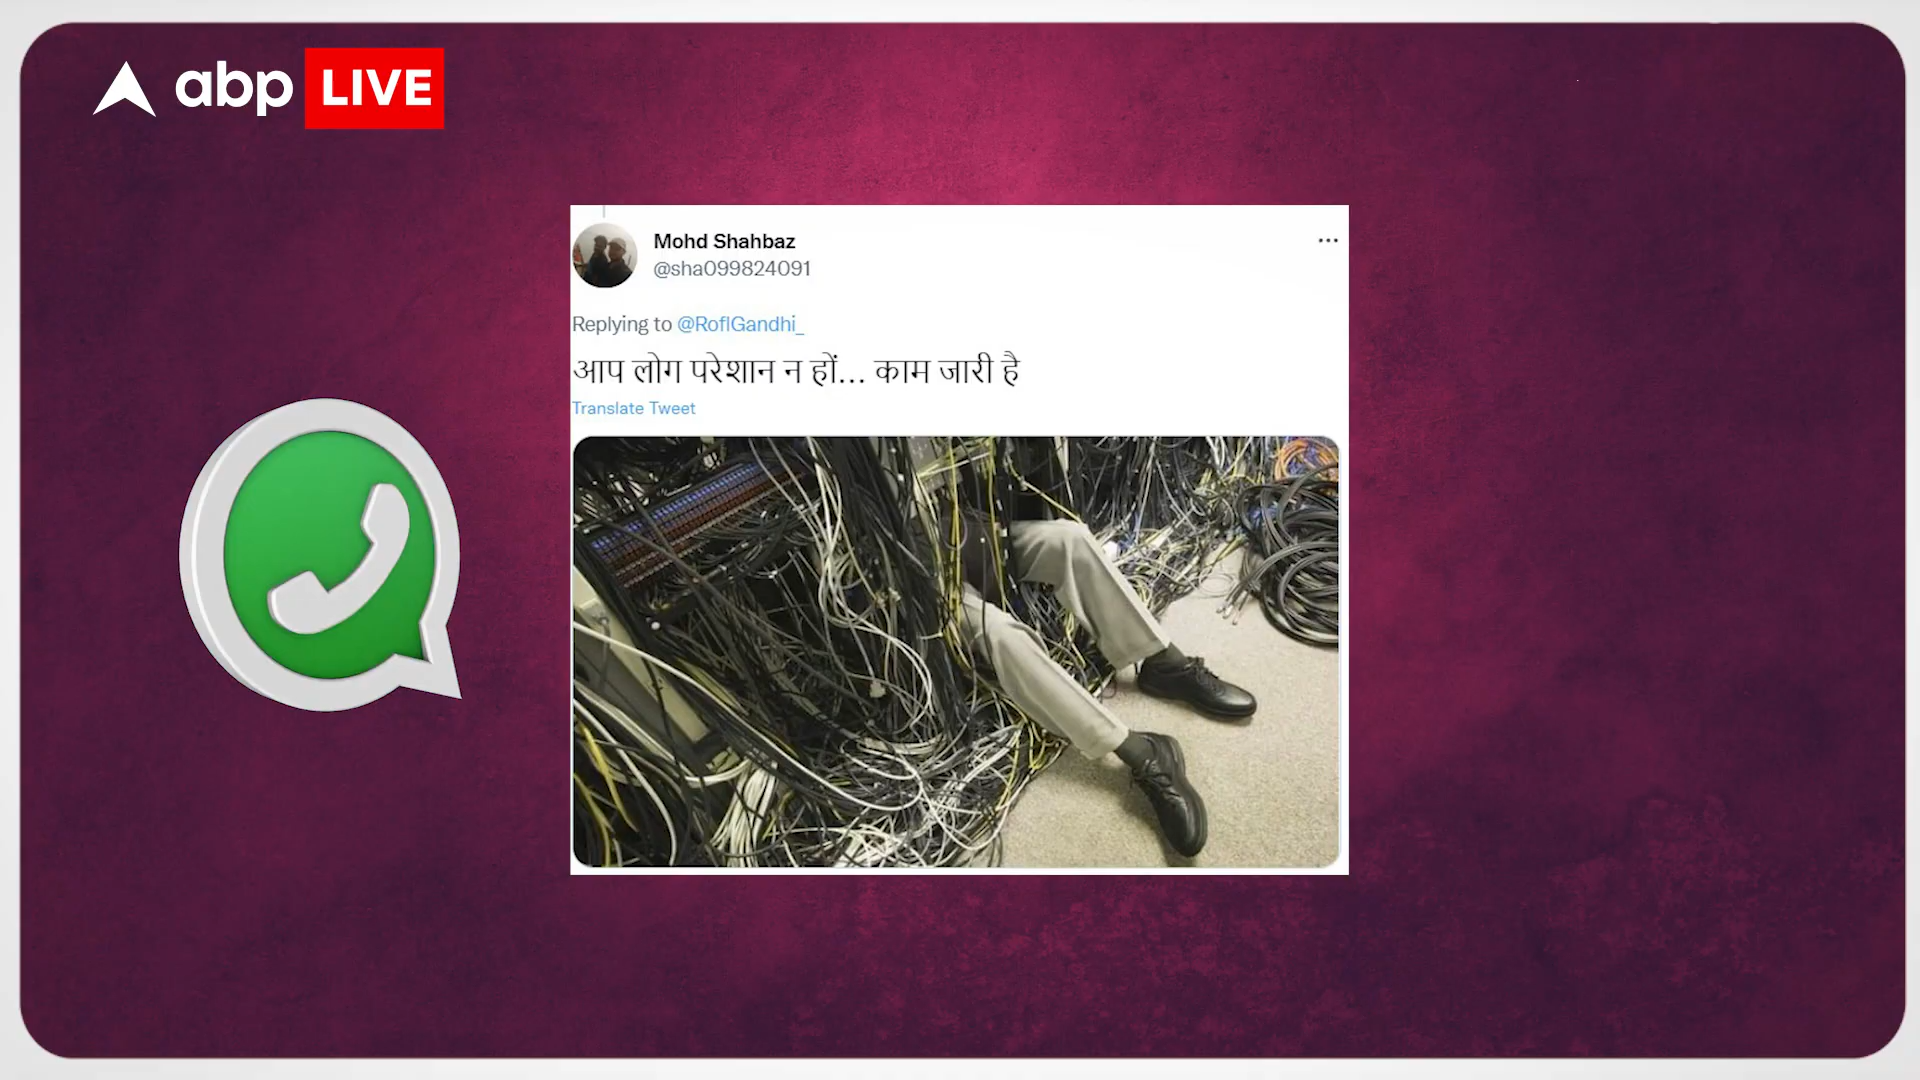 abp LIVE
Mohd Shahbaz
@sha099824091
Replying to @RoflGandhi_
आप लोग परेशान न हों... काम जारी है
Translate Tweet